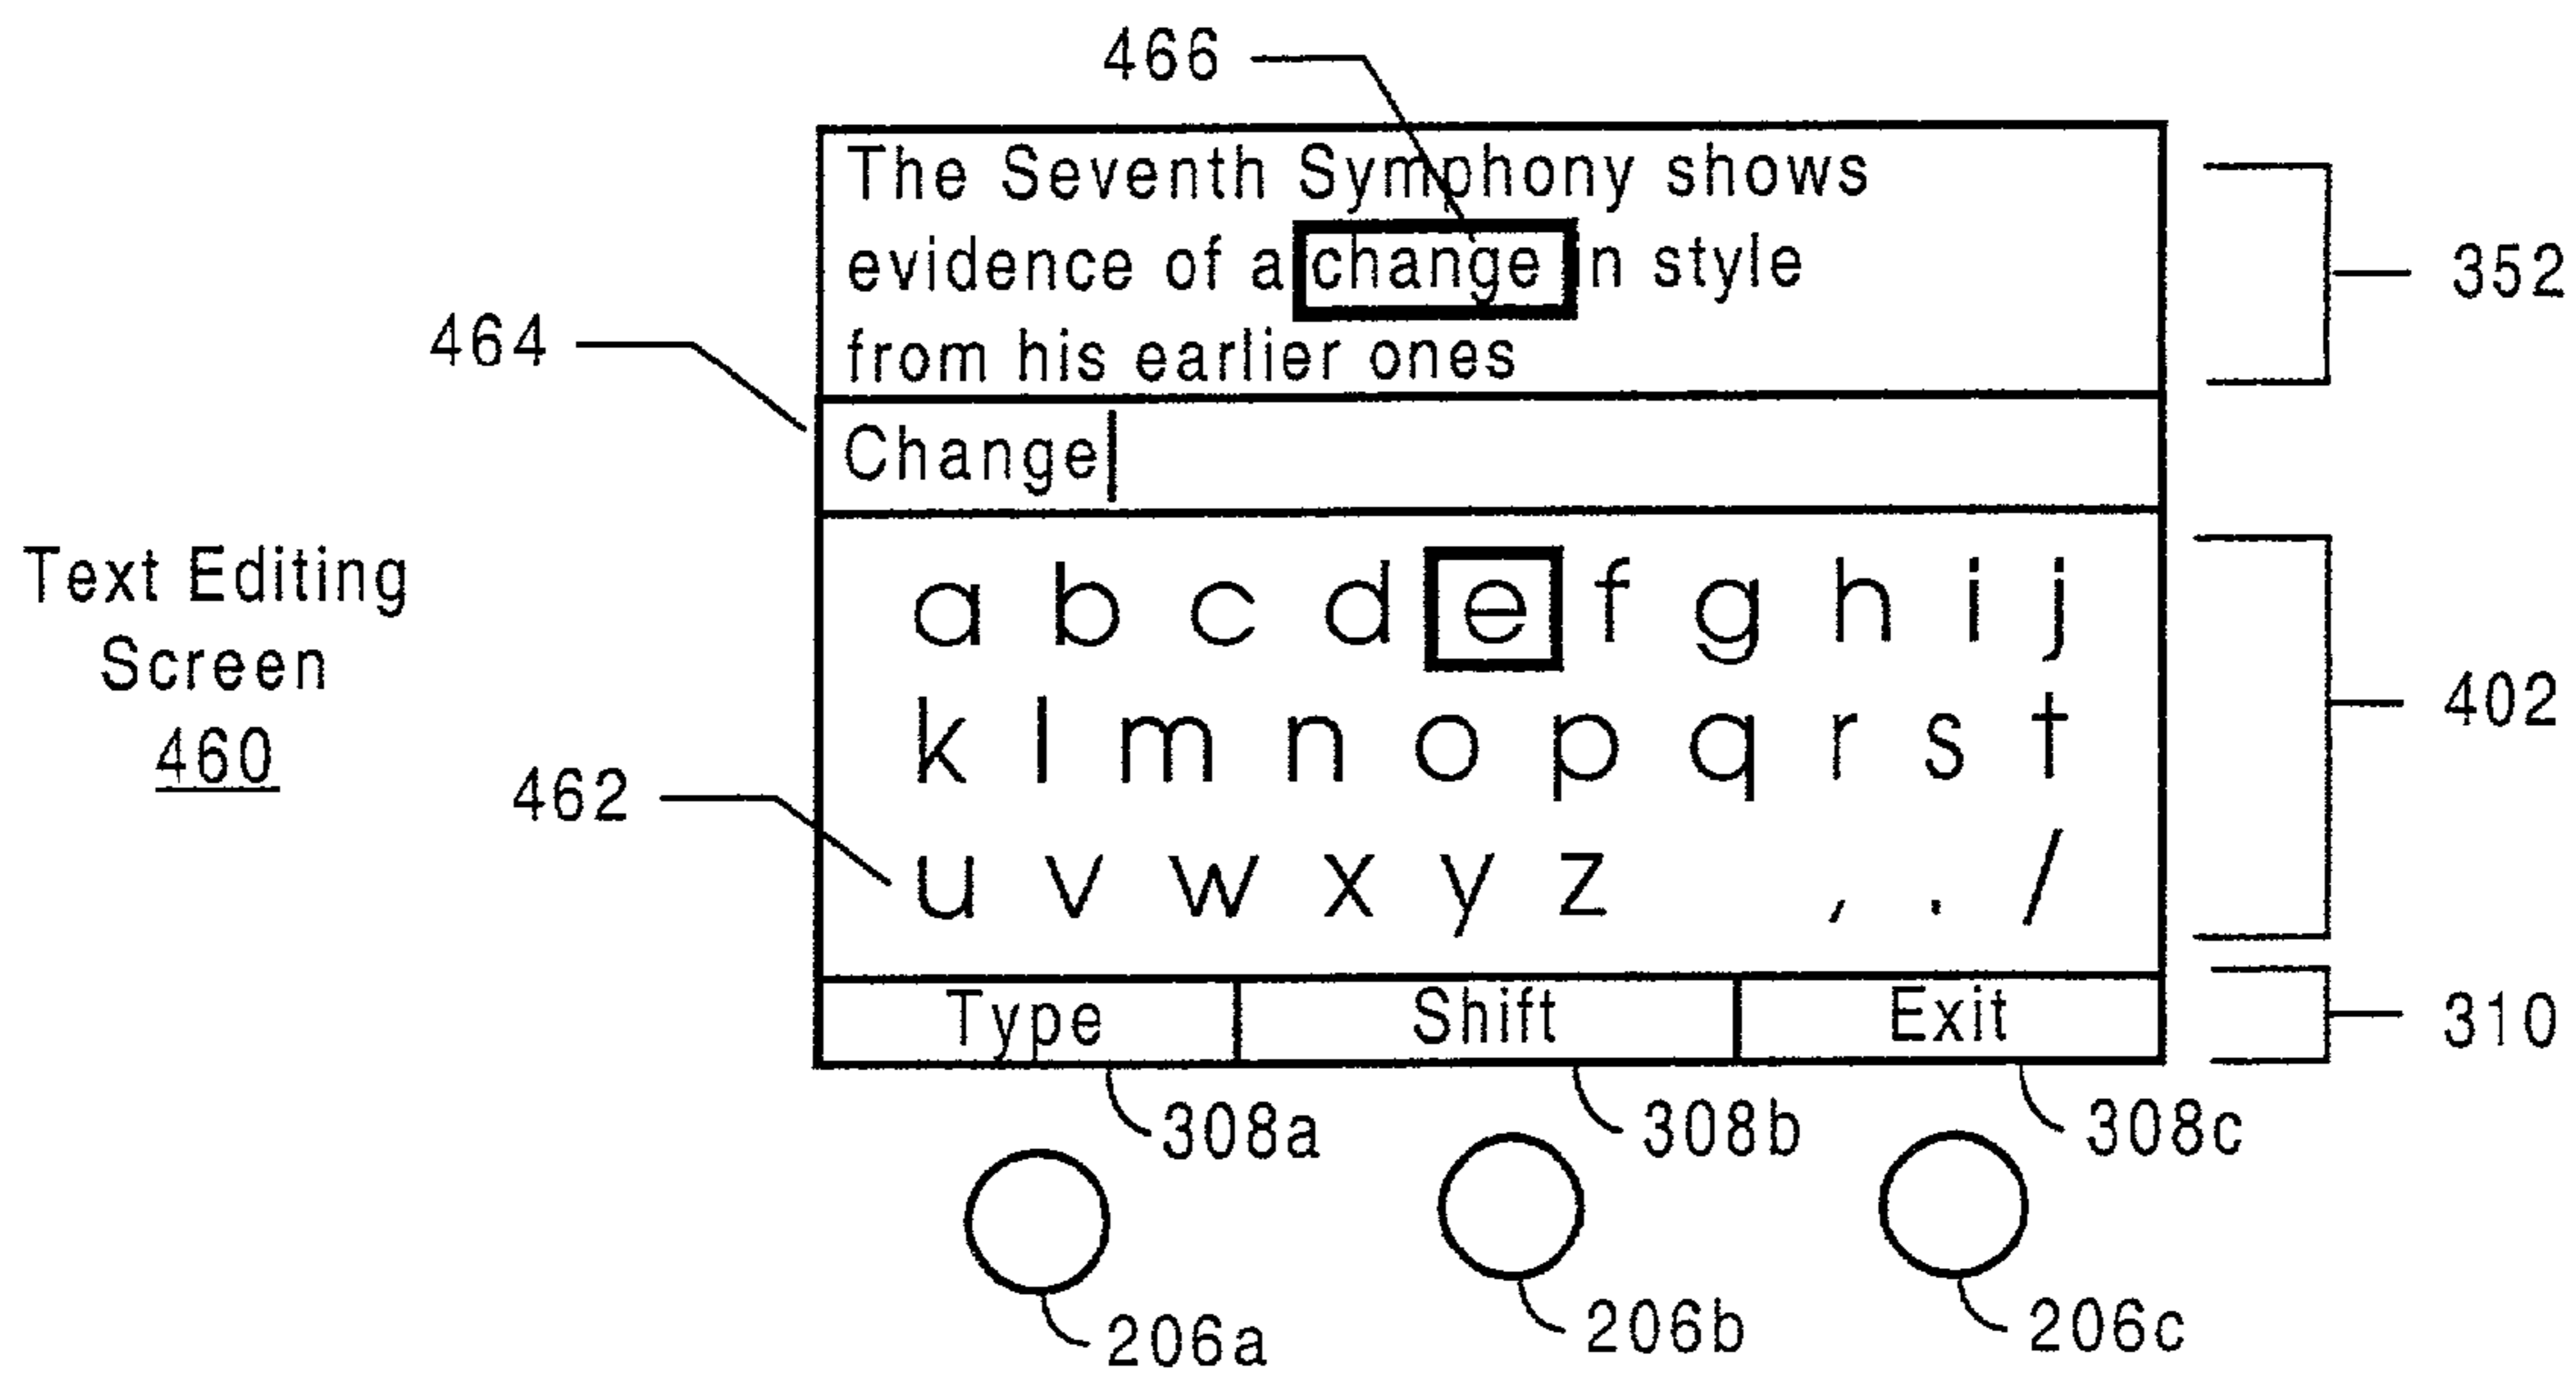 466
The Seventh Symphony shows
evidence of a change in style
from his earlier ones
352
464
Change
Text Editing
Screen
460
a b c d e f g h i j
k l m n o p q r s t
402
462
u v w x y z , . /
Type Shift Exit
310
308a 308b 308c
206a 206b 206c